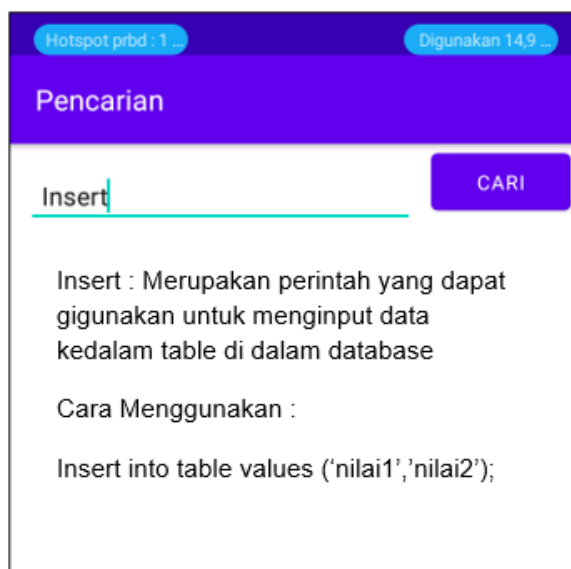 Hotspot prbd : 1 ...
Digunakan 14,9 ...
Pencarian
Insert
CARI
Insert : Merupakan perintah yang dapat
gigunakan untuk menginput data
kedalam table di dalam database
Cara Menggunakan :
Insert into table values (‘nilai1’,’nilai2’);